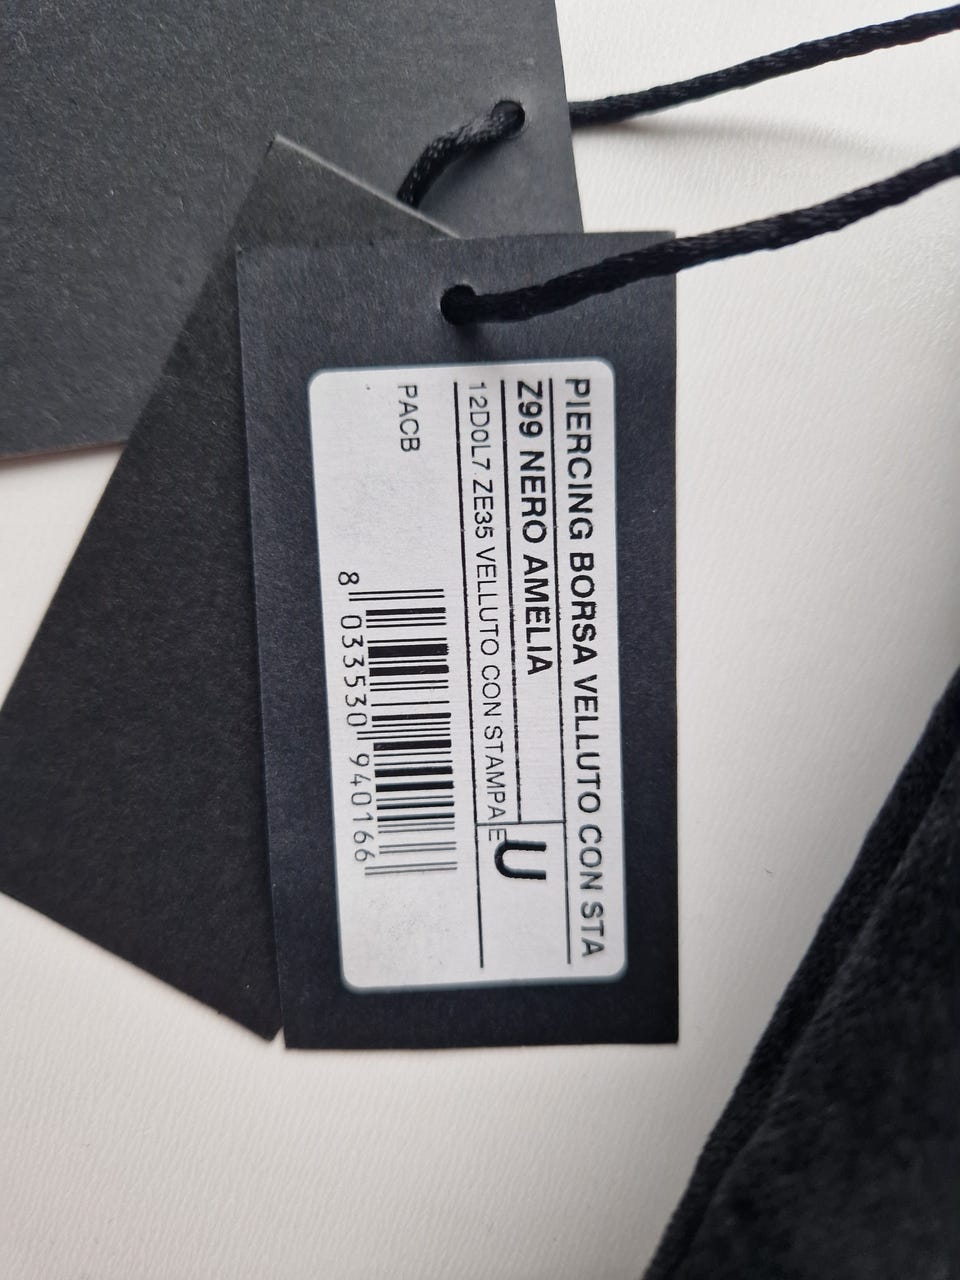 PIERCING BORSA VELLUTO CON STA
Z99 NERO AMELIA
U
12D0L7 ZE35 VELLUTO CON STAMPA E
PACB
8 033530 940166